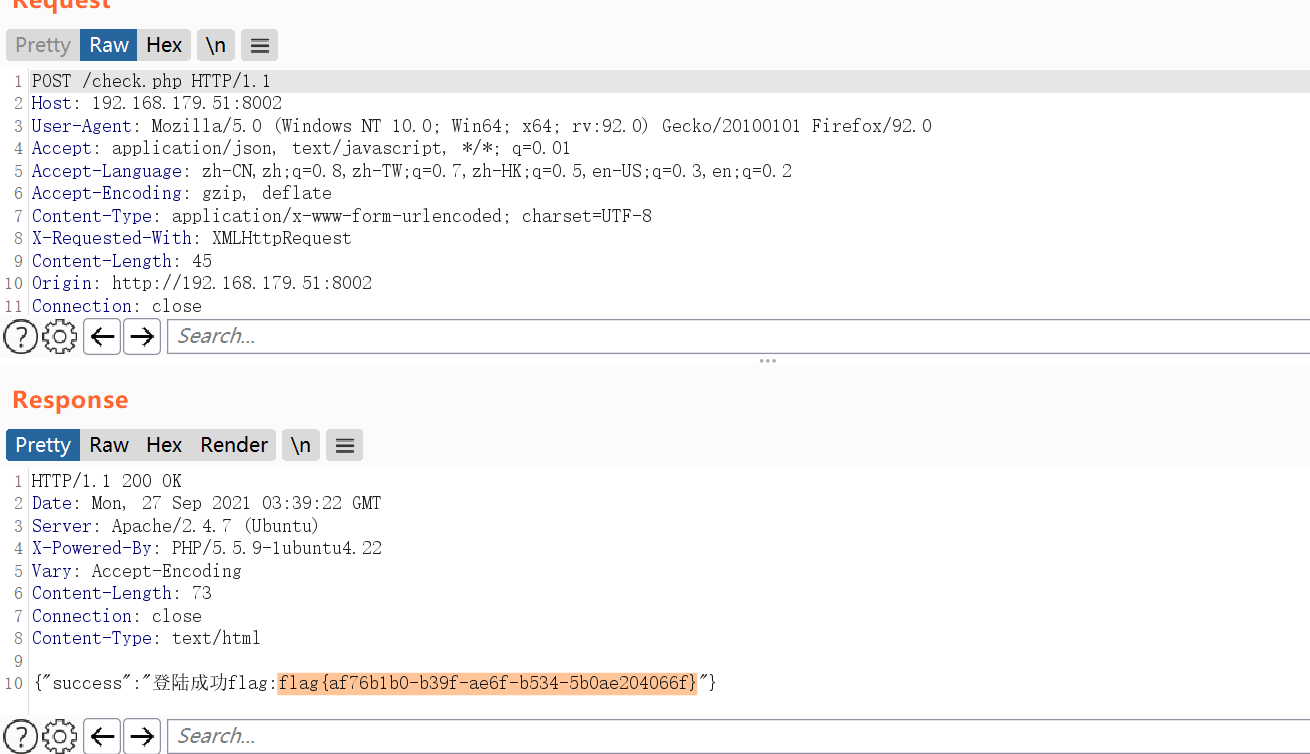 Request
Pretty Raw Hex \n
1 POST /check.php HTTP/1.1
2 Host: 192.168.179.51:8002
3 User-Agent: Mozilla/5.0 (Windows NT 10.0; Win64; x64; rv:92.0) Gecko/20100101 Firefox/92.0
4 Accept: application/json, text/javascript, */*; q=0.01
5 Accept-Language: zh-CN,zh;q=0.8,zh-TW;q=0.7,zh-HK;q=0.5,en-US;q=0.3,en;q=0.2
6 Accept-Encoding: gzip, deflate
7 Content-Type: application/x-www-form-urlencoded; charset=UTF-8
8 X-Requested-With: XMLHttpRequest
9 Content-Length: 45
10 Origin: http://192.168.179.51:8002
11 Connection: close
Search...
Response
Pretty Raw Hex Render \n
1 HTTP/1.1 200 OK
2 Date: Mon, 27 Sep 2021 03:39:22 GMT
3 Server: Apache/2.4.7 (Ubuntu)
4 X-Powered-By: PHP/5.5.9-1ubuntu4.22
5 Vary: Accept-Encoding
6 Content-Length: 73
7 Connection: close
8 Content-Type: text/html
9
10 {"success":"登陆成功flag:flag{af76b1b0-b39f-ae6f-b534-5b0ae204066f}"}
Search...